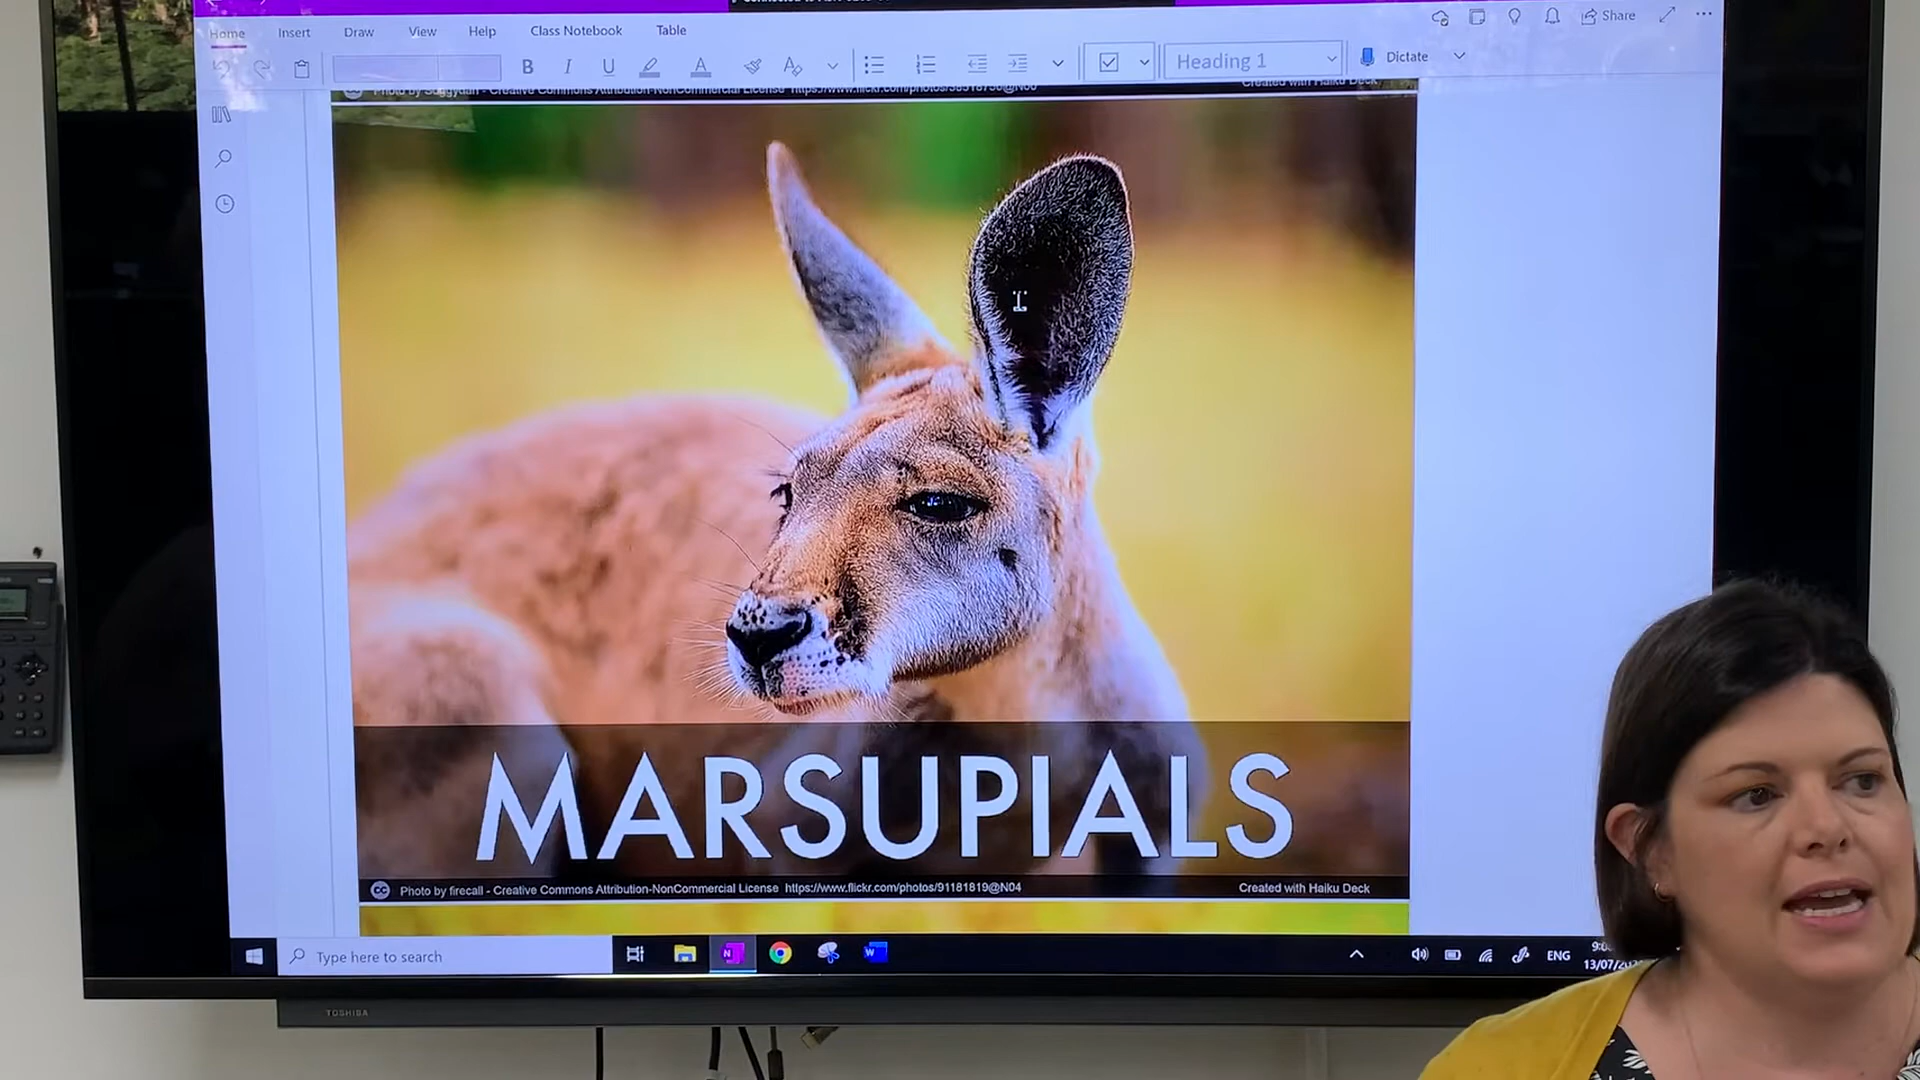 Home Insert Draw View Help Class Notebook Table Share
Heading 1 Dictate
MARSUPIALS
Photo by firecall - Creative Commons Attribution-NonCommercial License https://www.flickr.com/photos/91181819@N04 Created with Haiku Deck
Type here to search ENG
TOSHIBA